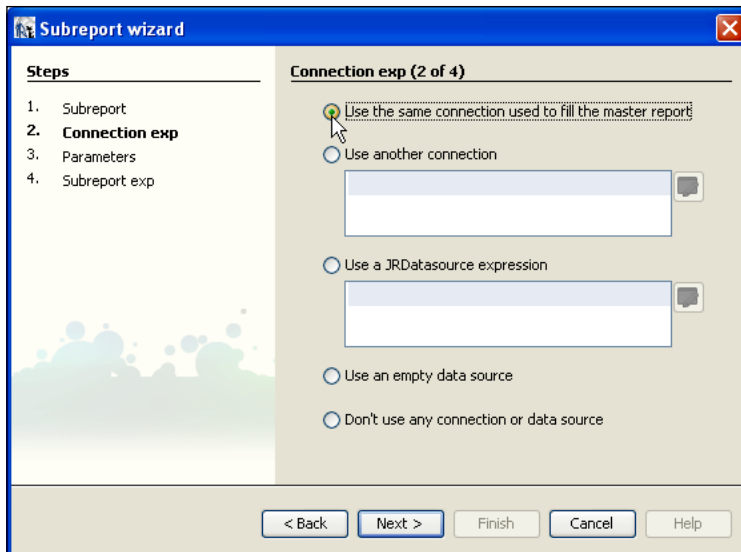 Subreport wizard
Steps
1. Subreport
2. Connection exp
3. Parameters
4. Subreport exp
Connection exp (2 of 4)
Use the same connection used to fill the master report
Use another connection
Use a JRDatasource expression
Use an empty data source
Don't use any connection or data source
< Back Next > Finish Cancel Help